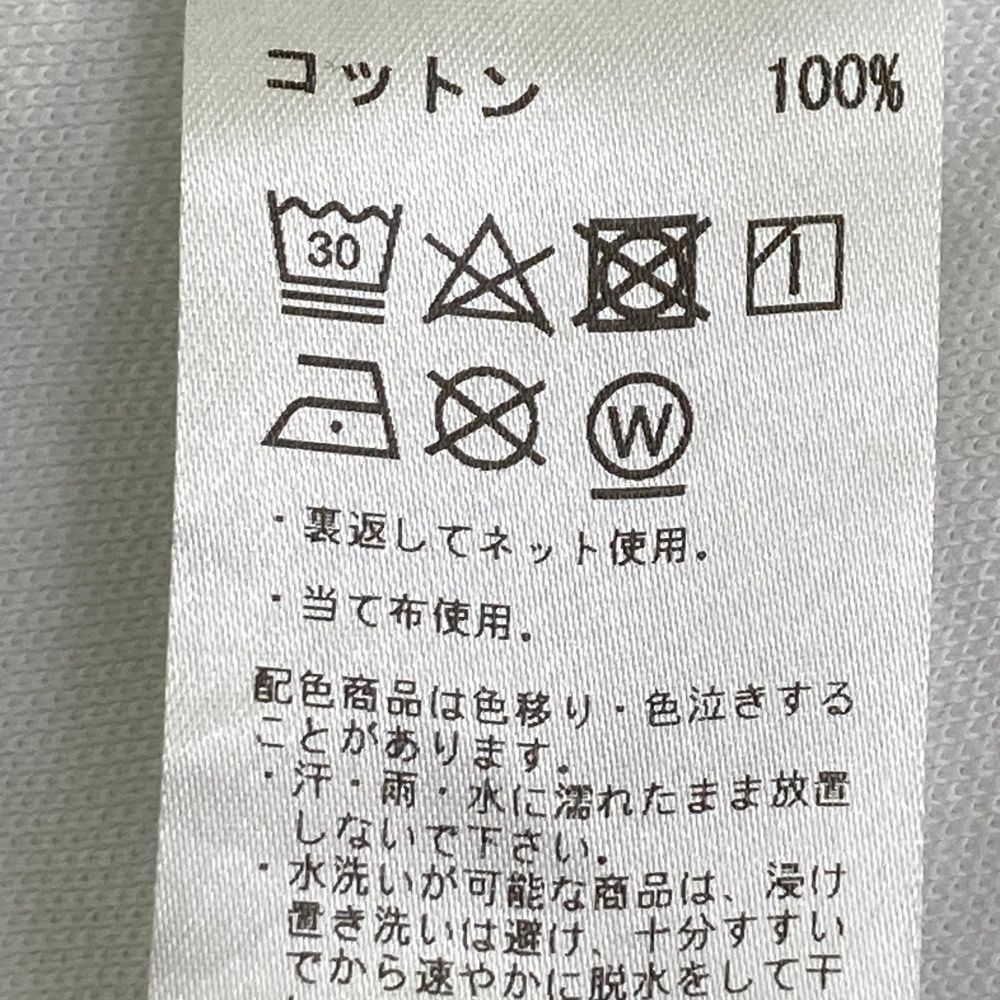 コットン 100%
30
W
・裏返してネット使用.
・当て布使用.
配色商品は色移り・色泣きする
ことがあります.
・汗・雨・水に濡れたまま放置
しないで下さい.
・水洗いが可能な商品は、浸け
置き洗いは避け、十分すすい
でから速やかに脱水をして干